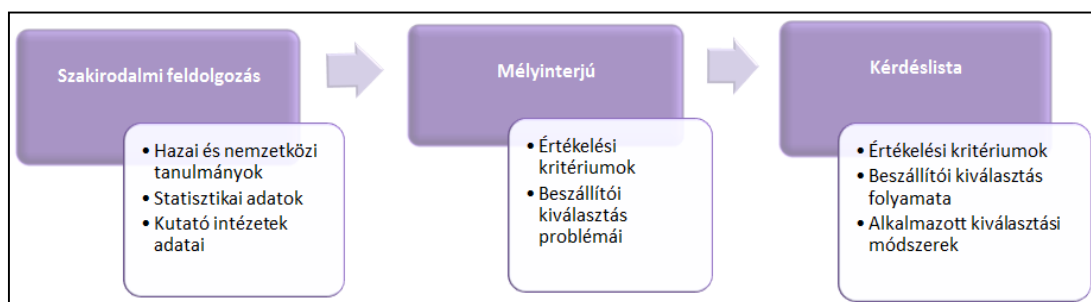 Szakirodalmi feldolgozás
• Hazai és nemzetközi
tanulmányok
• Statisztikai adatok
• Kutató intézetek
adatai
Mélyinterjú
• Értékelési
kritériumok
• Beszállítói
kiválasztás
problémái
Kérdéslista
• Értékelési kritériumok
• Beszállítói kiválasztás
folyamata
• Alkalmazott kiválasztási
módszerek